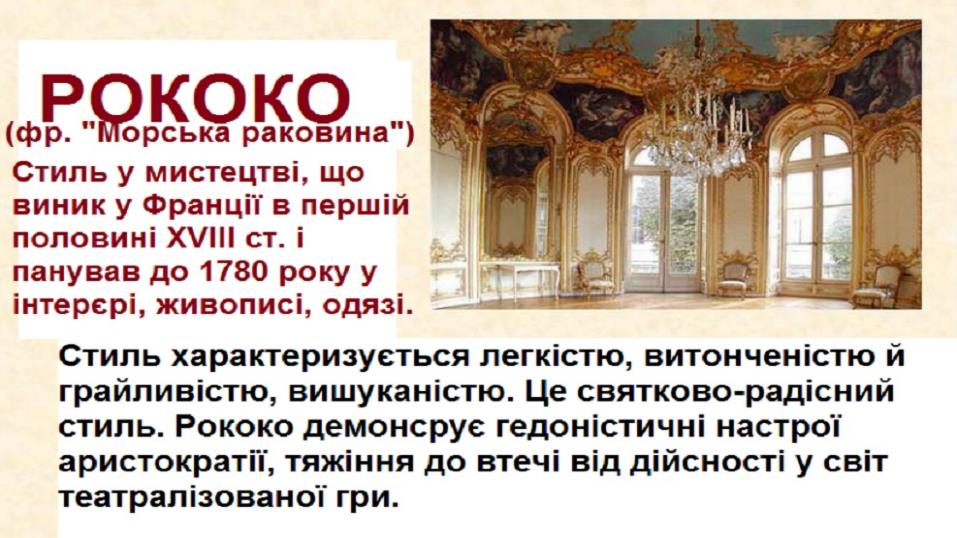 РОКОКО
(фр. "Морська раковина")
Стиль у мистецтві, що
виник у Франції в першій
половині XVIII ст. і
панував до 1780 року у
інтерєрі, живописі, одязі.
Стиль характеризується легкістю, витонченістю й
грайливістю, вишуканістю. Це святково-радісний
стиль. Рококо демонсрує гедоністичні настрої
аристократії, тяжіння до втечі від дійсності у світ
театралізованої гри.